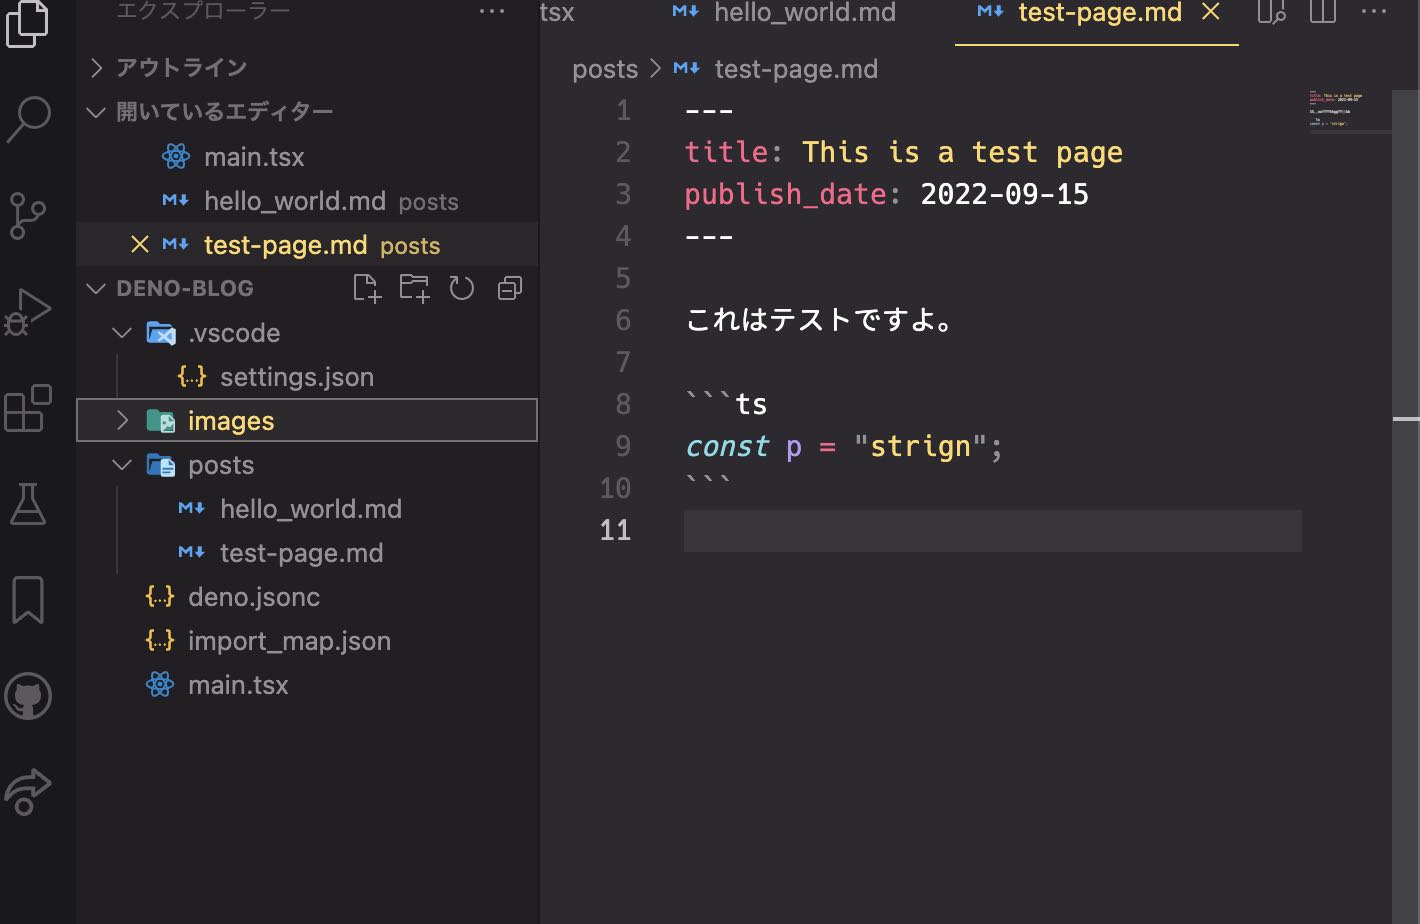 エクスプローラー
アウトライン
開いているエディター
main.tsx
hello_world.md posts
test-page.md posts
DENO-BLOG
.vscode
settings.json
images
posts
hello_world.md
test-page.md
deno.jsonc
import_map.json
main.tsx
tsx
hello_world.md
test-page.md
posts > test-page.md
1 ---
2 title: This is a test page
3 publish_date: 2022-09-15
4 ---
5
6 これはテストですよ。
7
8 ```ts
9 const p = "strign";
10 ```
11